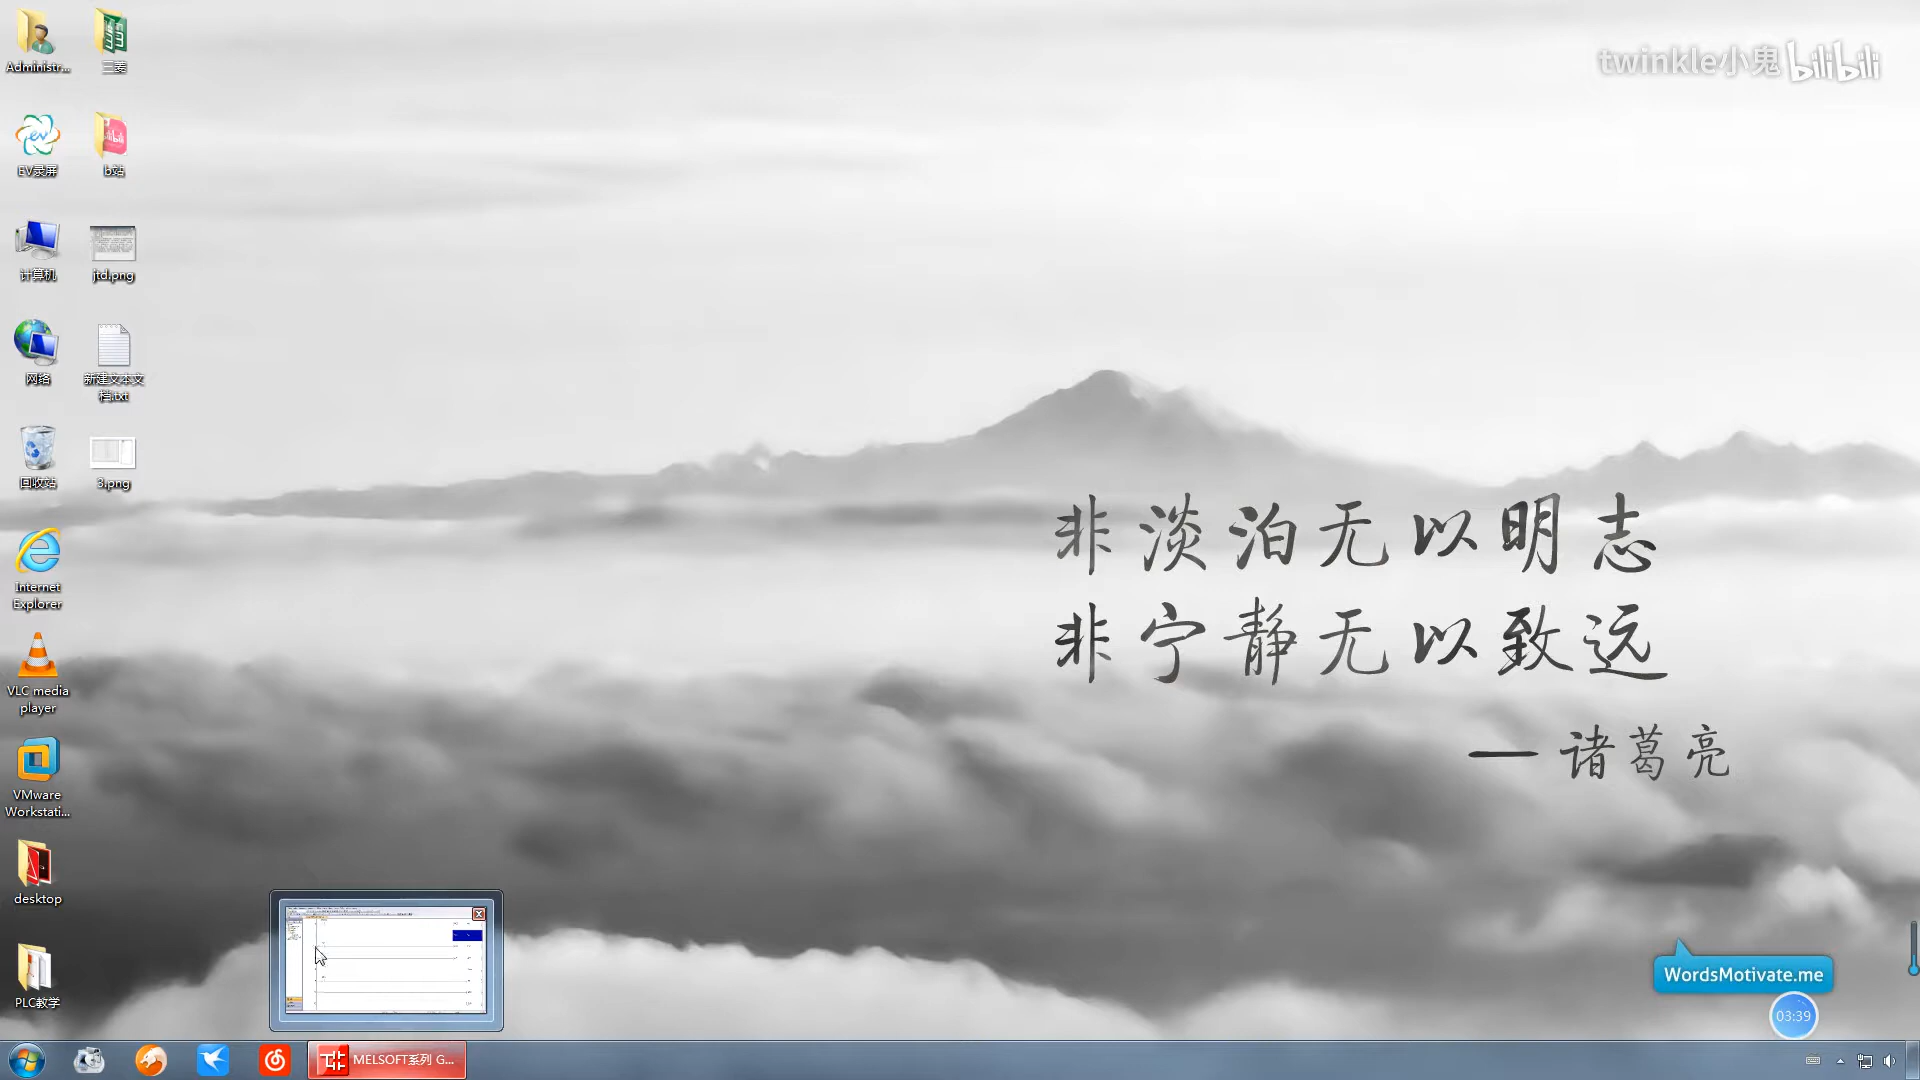 twinkle小鬼 bilibili
Administr...
三菱
EV录屏
b站
计算机
jtd.png
网络
新建文本文
档.txt
回收站
3.png
Internet
Explorer
VLC media
player
VMware
Workstati...
desktop
PLC教学
非淡泊无以明志
非宁静无以致远
—诸葛亮
WordsMotivate.me
03:39
MELSOFT系列 G...